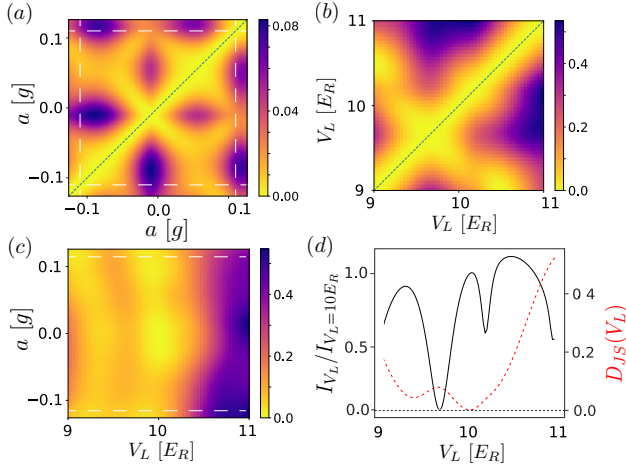 (a)
a [g]
0.1
0.0
−0.1
−0.1
0.0
0.1
a [g]
0.08
0.04
0.00
(b)
V_L [E_R]
11
10
9
9
10
11
V_L [E_R]
0.4
0.2
0.0
(c)
a [g]
0.1
0.0
−0.1
9
10
11
V_L [E_R]
0.4
0.2
0.0
(d)
I_{V_L}/I_{V_L=10E_R}
1.0
0.5
0.0
9
10
11
V_L [E_R]
0.4
0.2
0.0
D_{JS}(V_L)